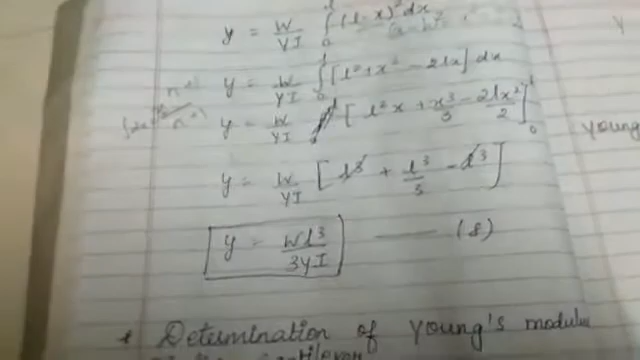 y = W/YI ∫₀ˡ (l-x)² dx
y = W/YI ∫₀ˡ [l² + x² - 2lx] dx
y = W/YI [l²x + x³/3 - 2lx²/2]₀ˡ
y = W/YI [l³ + l³/3 - l³]
y = Wl³/3YI —— (8)
Young
* Determination of Young's modulus